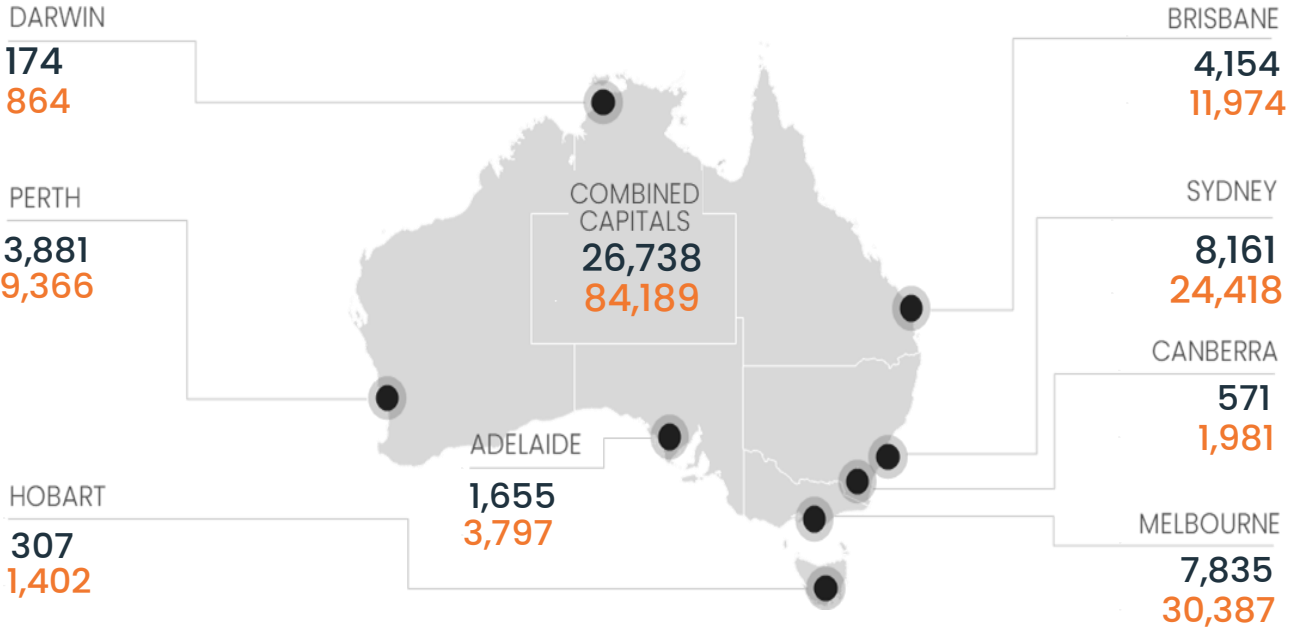 DARWIN
174
864
PERTH
3,881
9,366
HOBART
307
1,402
COMBINED
CAPITALS
26,738
84,189
ADELAIDE
1,655
3,797
BRISBANE
4,154
11,974
SYDNEY
8,161
24,418
CANBERRA
571
1,981
MELBOURNE
7,835
30,387